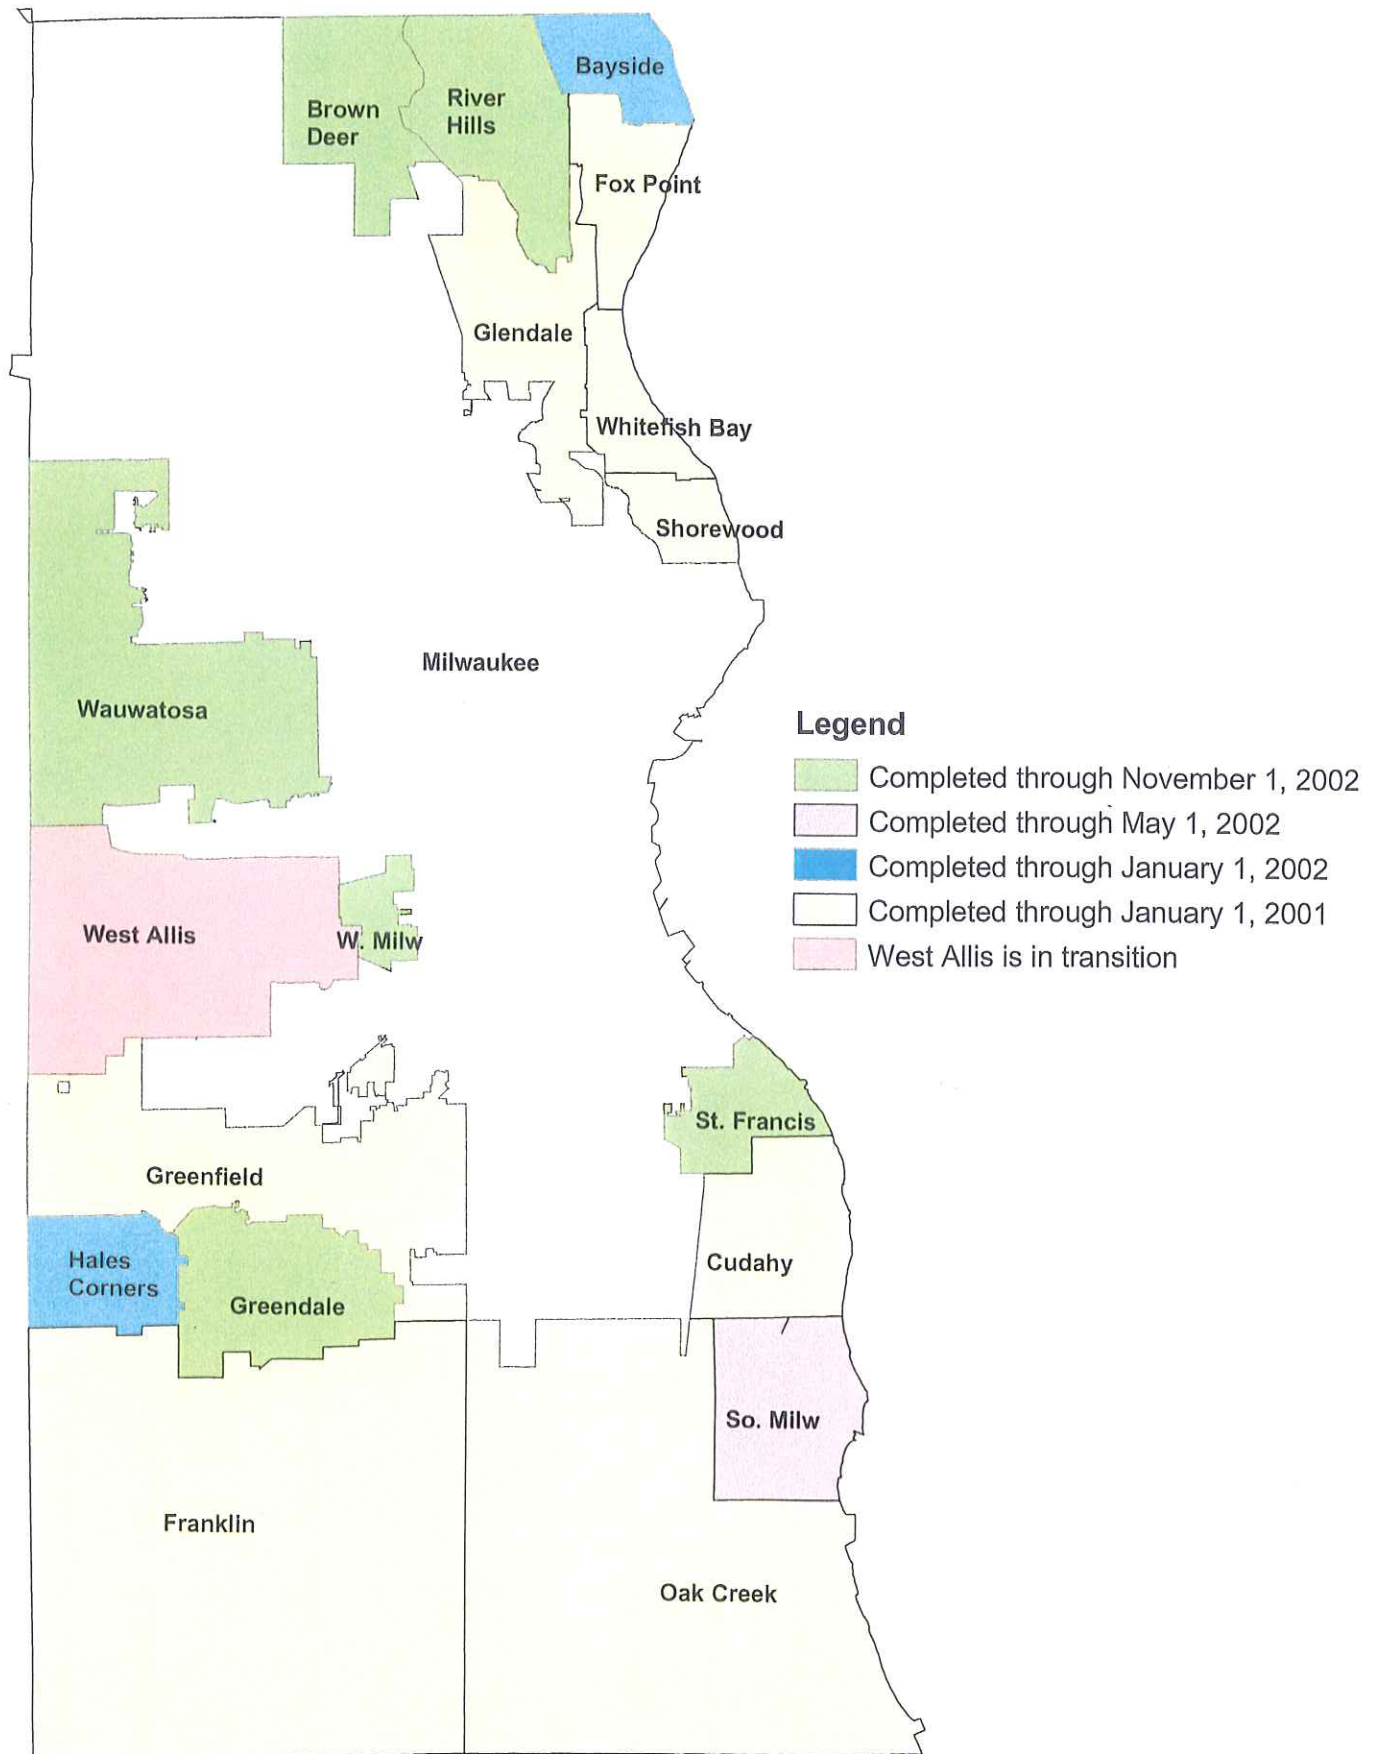 Bayside
Brown
Deer
River
Hills
Fox Point
Glendale
Whitefish Bay
Shorewood
Milwaukee
Wauwatosa
Legend
Completed through November 1, 2002
Completed through May 1, 2002
Completed through January 1, 2002
Completed through January 1, 2001
West Allis is in transition
West Allis
W. Milw
St. Francis
Greenfield
Hales
Corners
Greendale
Cudahy
So. Milw
Franklin
Oak Creek